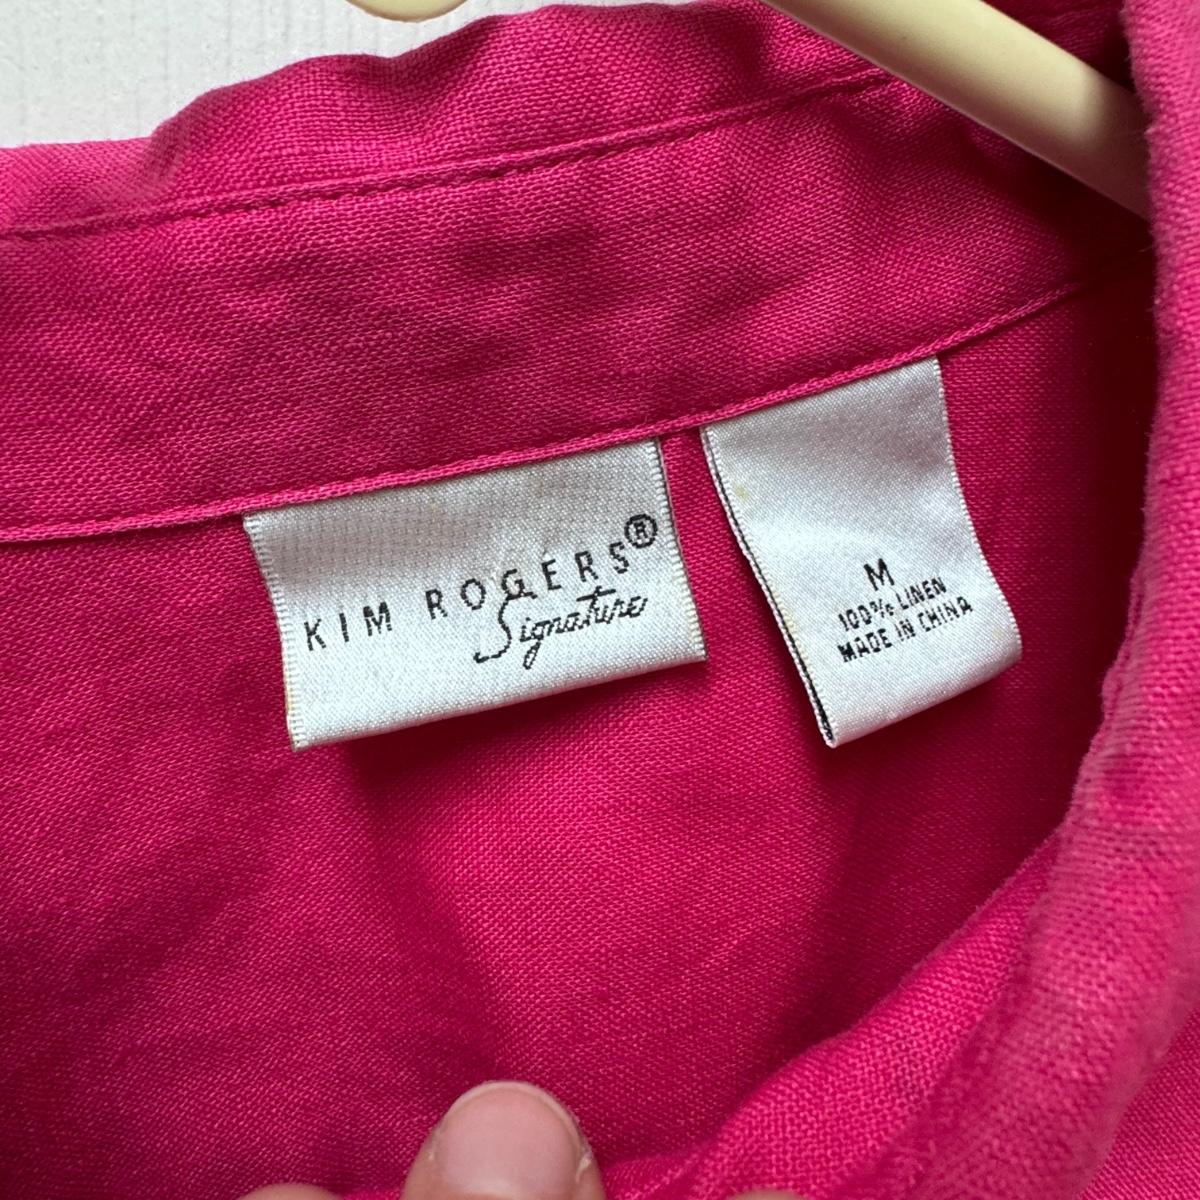 KIM ROGERS®
Signature
M
100% LINEN
MADE IN CHINA